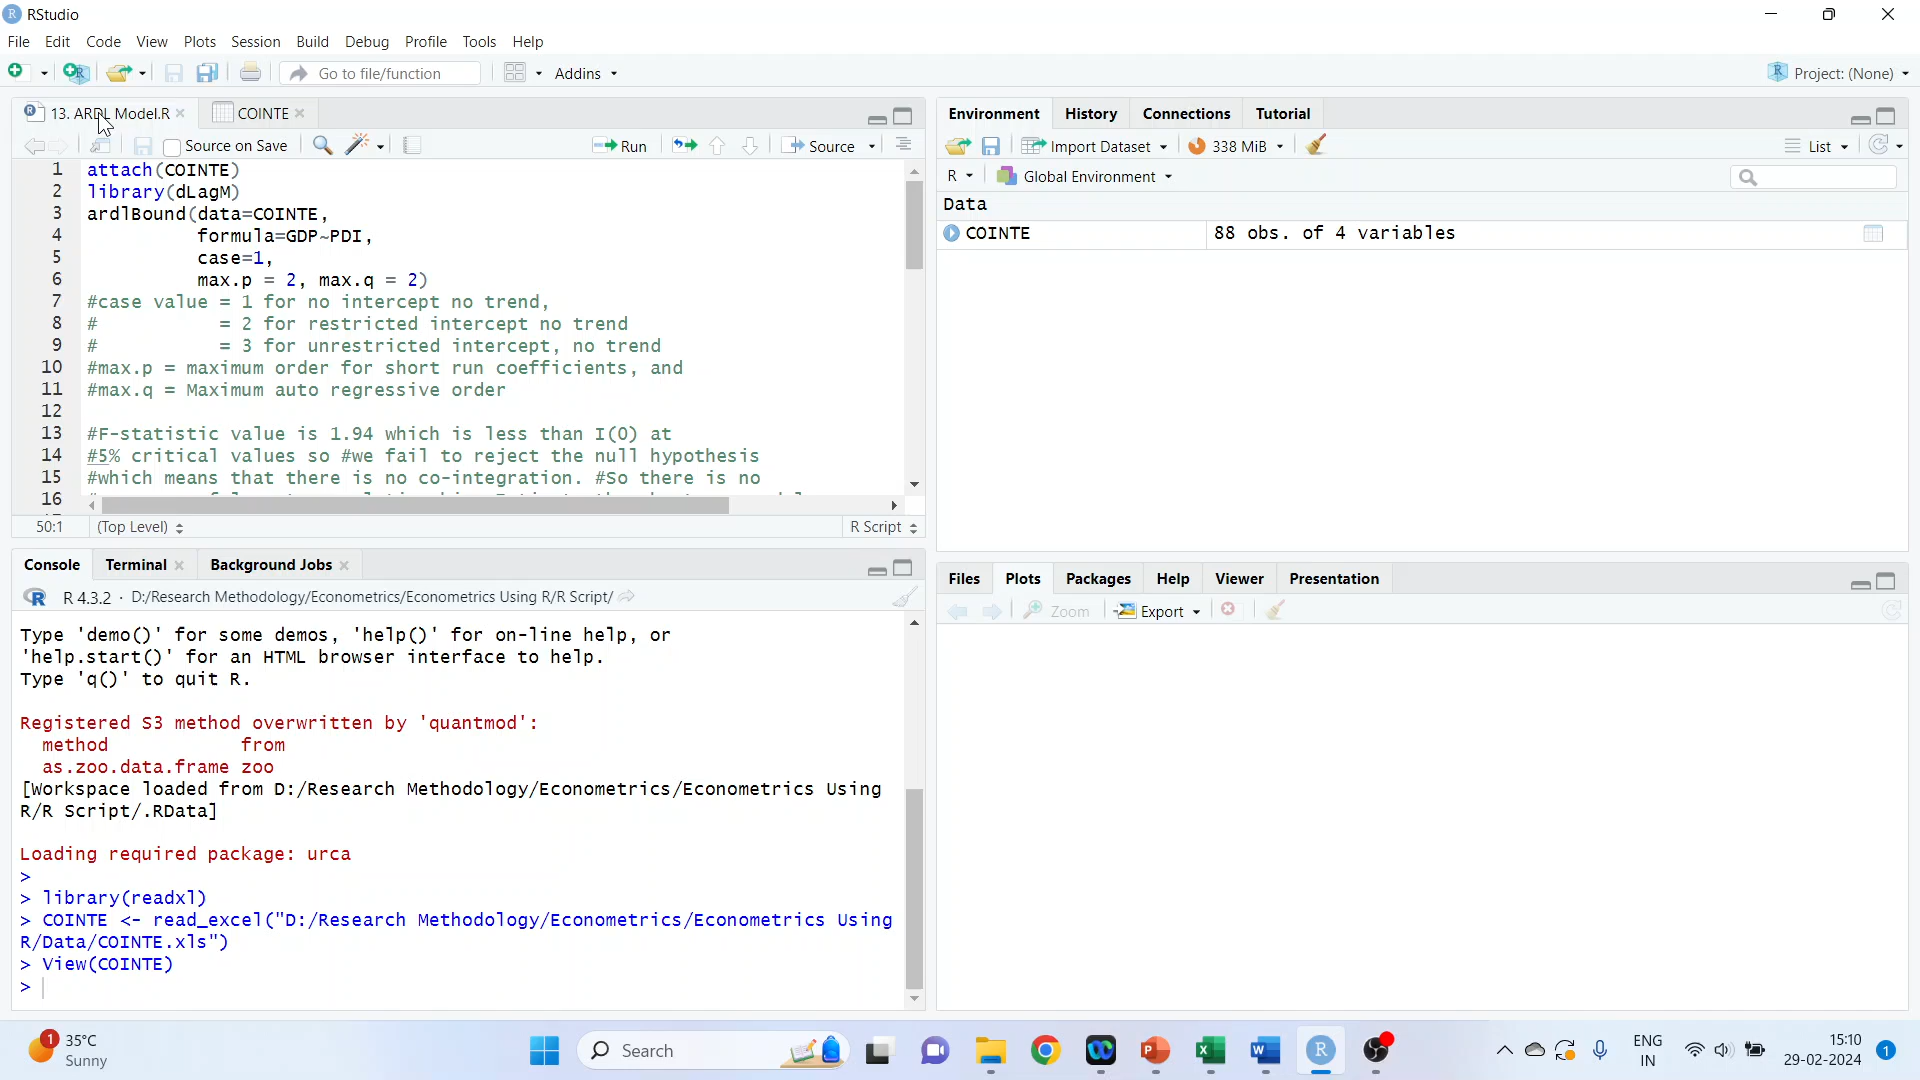 RStudio
File Edit Code View Plots Session Build Debug Profile Tools Help
Go to file/function Addins Project: (None)
13. ARDL Model.R COINTE
Source on Save Run Source
1 attach(COINTE)
2 library(dLagM)
3 ardlBound(data=COINTE,
4 formula=GDP~PDI,
5 case=1,
6 max.p = 2, max.q = 2)
7 #case value = 1 for no intercept no trend,
8 # = 2 for restricted intercept no trend
9 # = 3 for unrestricted intercept, no trend
10 #max.p = maximum order for short run coefficients, and
11 #max.q = Maximum auto regressive order
12
13 #F-statistic value is 1.94 which is less than I(0) at
14 #5% critical values so #we fail to reject the null hypothesis
15 #which means that there is no co-integration. #So there is no
16
50:1 (Top Level) R Script
Console Terminal Background Jobs
R 4.3.2 · D:/Research Methodology/Econometrics/Econometrics Using R/R Script/
Type 'demo()' for some demos, 'help()' for on-line help, or
'help.start()' for an HTML browser interface to help.
Type 'q()' to quit R.
Registered S3 method overwritten by 'quantmod':
method from
as.zoo.data.frame zoo
[Workspace loaded from D:/Research Methodology/Econometrics/Econometrics Using
R/R Script/.RData]
Loading required package: urca
>
> library(readxl)
> COINTE <- read_excel("D:/Research Methodology/Econometrics/Econometrics Using
R/Data/COINTE.xls")
> View(COINTE)
>
Environment History Connections Tutorial
Import Dataset 338 MiB List
R Global Environment
Data
COINTE 88 obs. of 4 variables
Files Plots Packages Help Viewer Presentation
Zoom Export
1 35°C
Sunny
Search
ENG
IN
15:10
29-02-2024
1